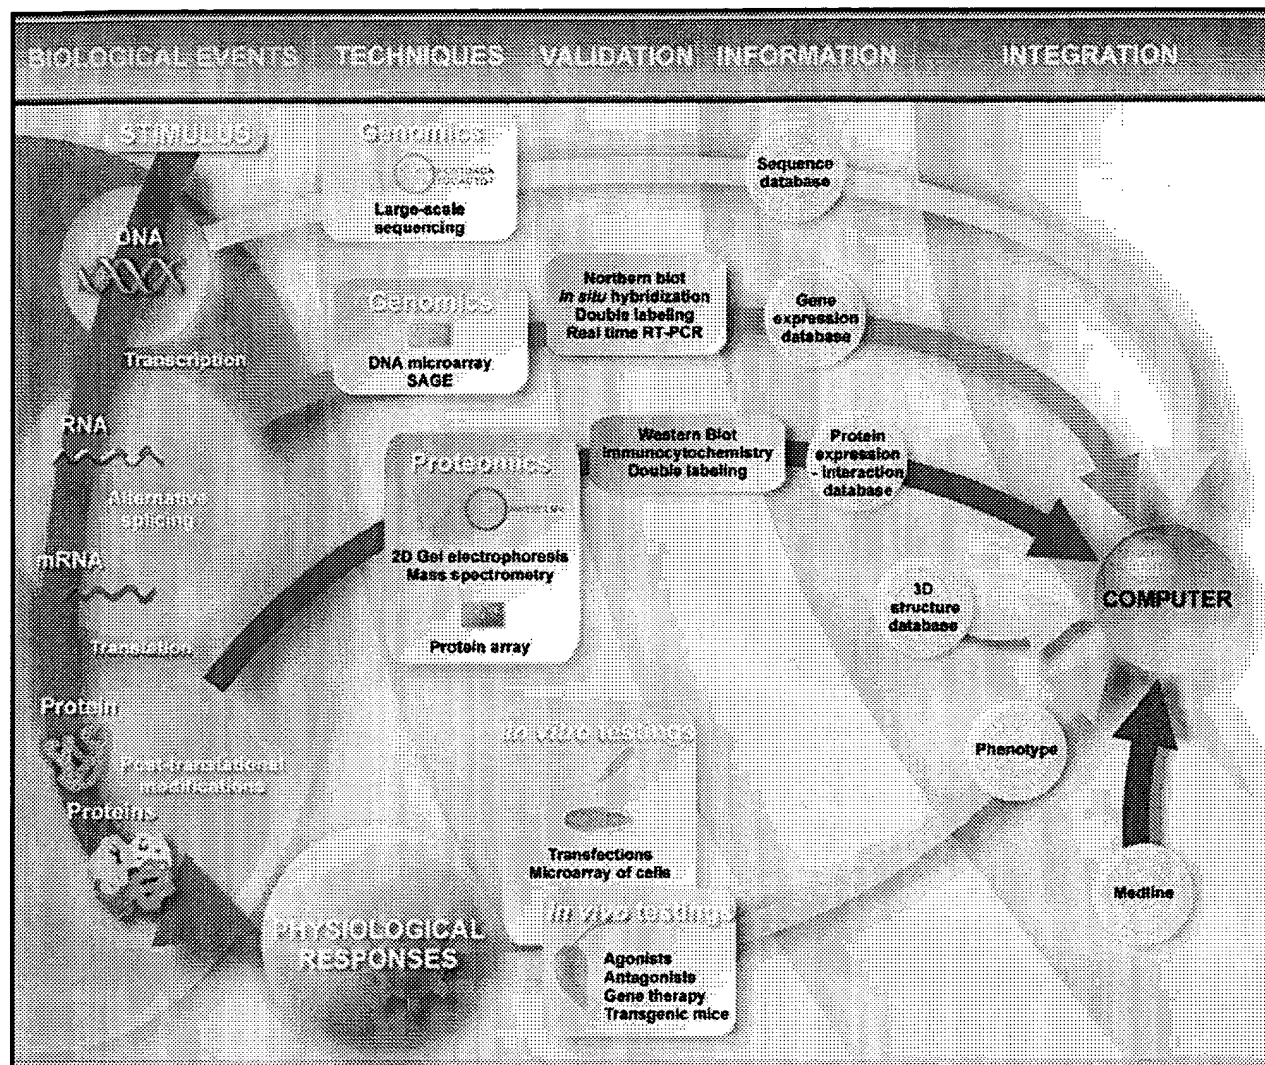 BIOLOGICAL EVENTS
TECHNIQUES
VALIDATION
INFORMATION
INTEGRATION
STIMULUS
DNA
Transcription
RNA
Alternative
splicing
mRNA
Translation
Protein
Post-translational
modifications
Proteins
PHYSIOLOGICAL
RESPONSES
Genomics
Large-scale
sequencing
Genomics
DNA microarray
SAGE
Proteomics
2D Gel electrophoresis
Mass spectrometry
Protein array
In vitro testings
Transfections
Microarray of cells
In vivo testings
Agonists
Antagonists
Gene therapy
Transgenic mice
Northern blot
In situ hybridization
Double labeling
Real time RT-PCR
Western Blot
Immunocytochemistry
Double labeling
Sequence
database
Gene
expression
database
Protein
expression
- interaction
database
3D
structure
database
Phenotype
Medline
COMPUTER